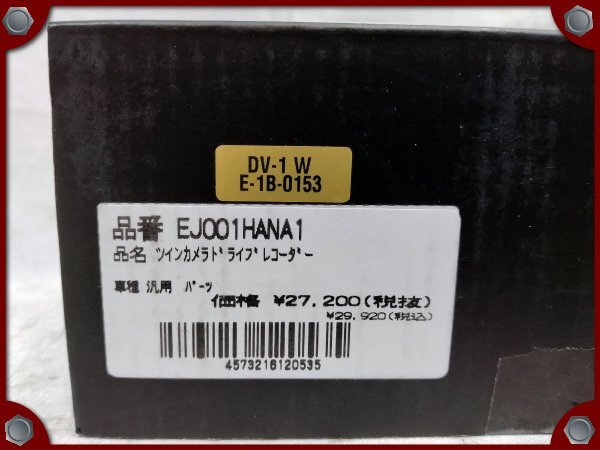 DV-1 W
E-1B-0153
品番 EJ001HANA1
品名 ﾂｲﾝｶﾒﾗﾄﾞﾗｲﾌﾞﾚｺｰﾀﾞｰ
車種 汎用 ﾊﾟｰﾂ
価格 ¥27,200(税抜)
¥29,920(税込)
4573218120535